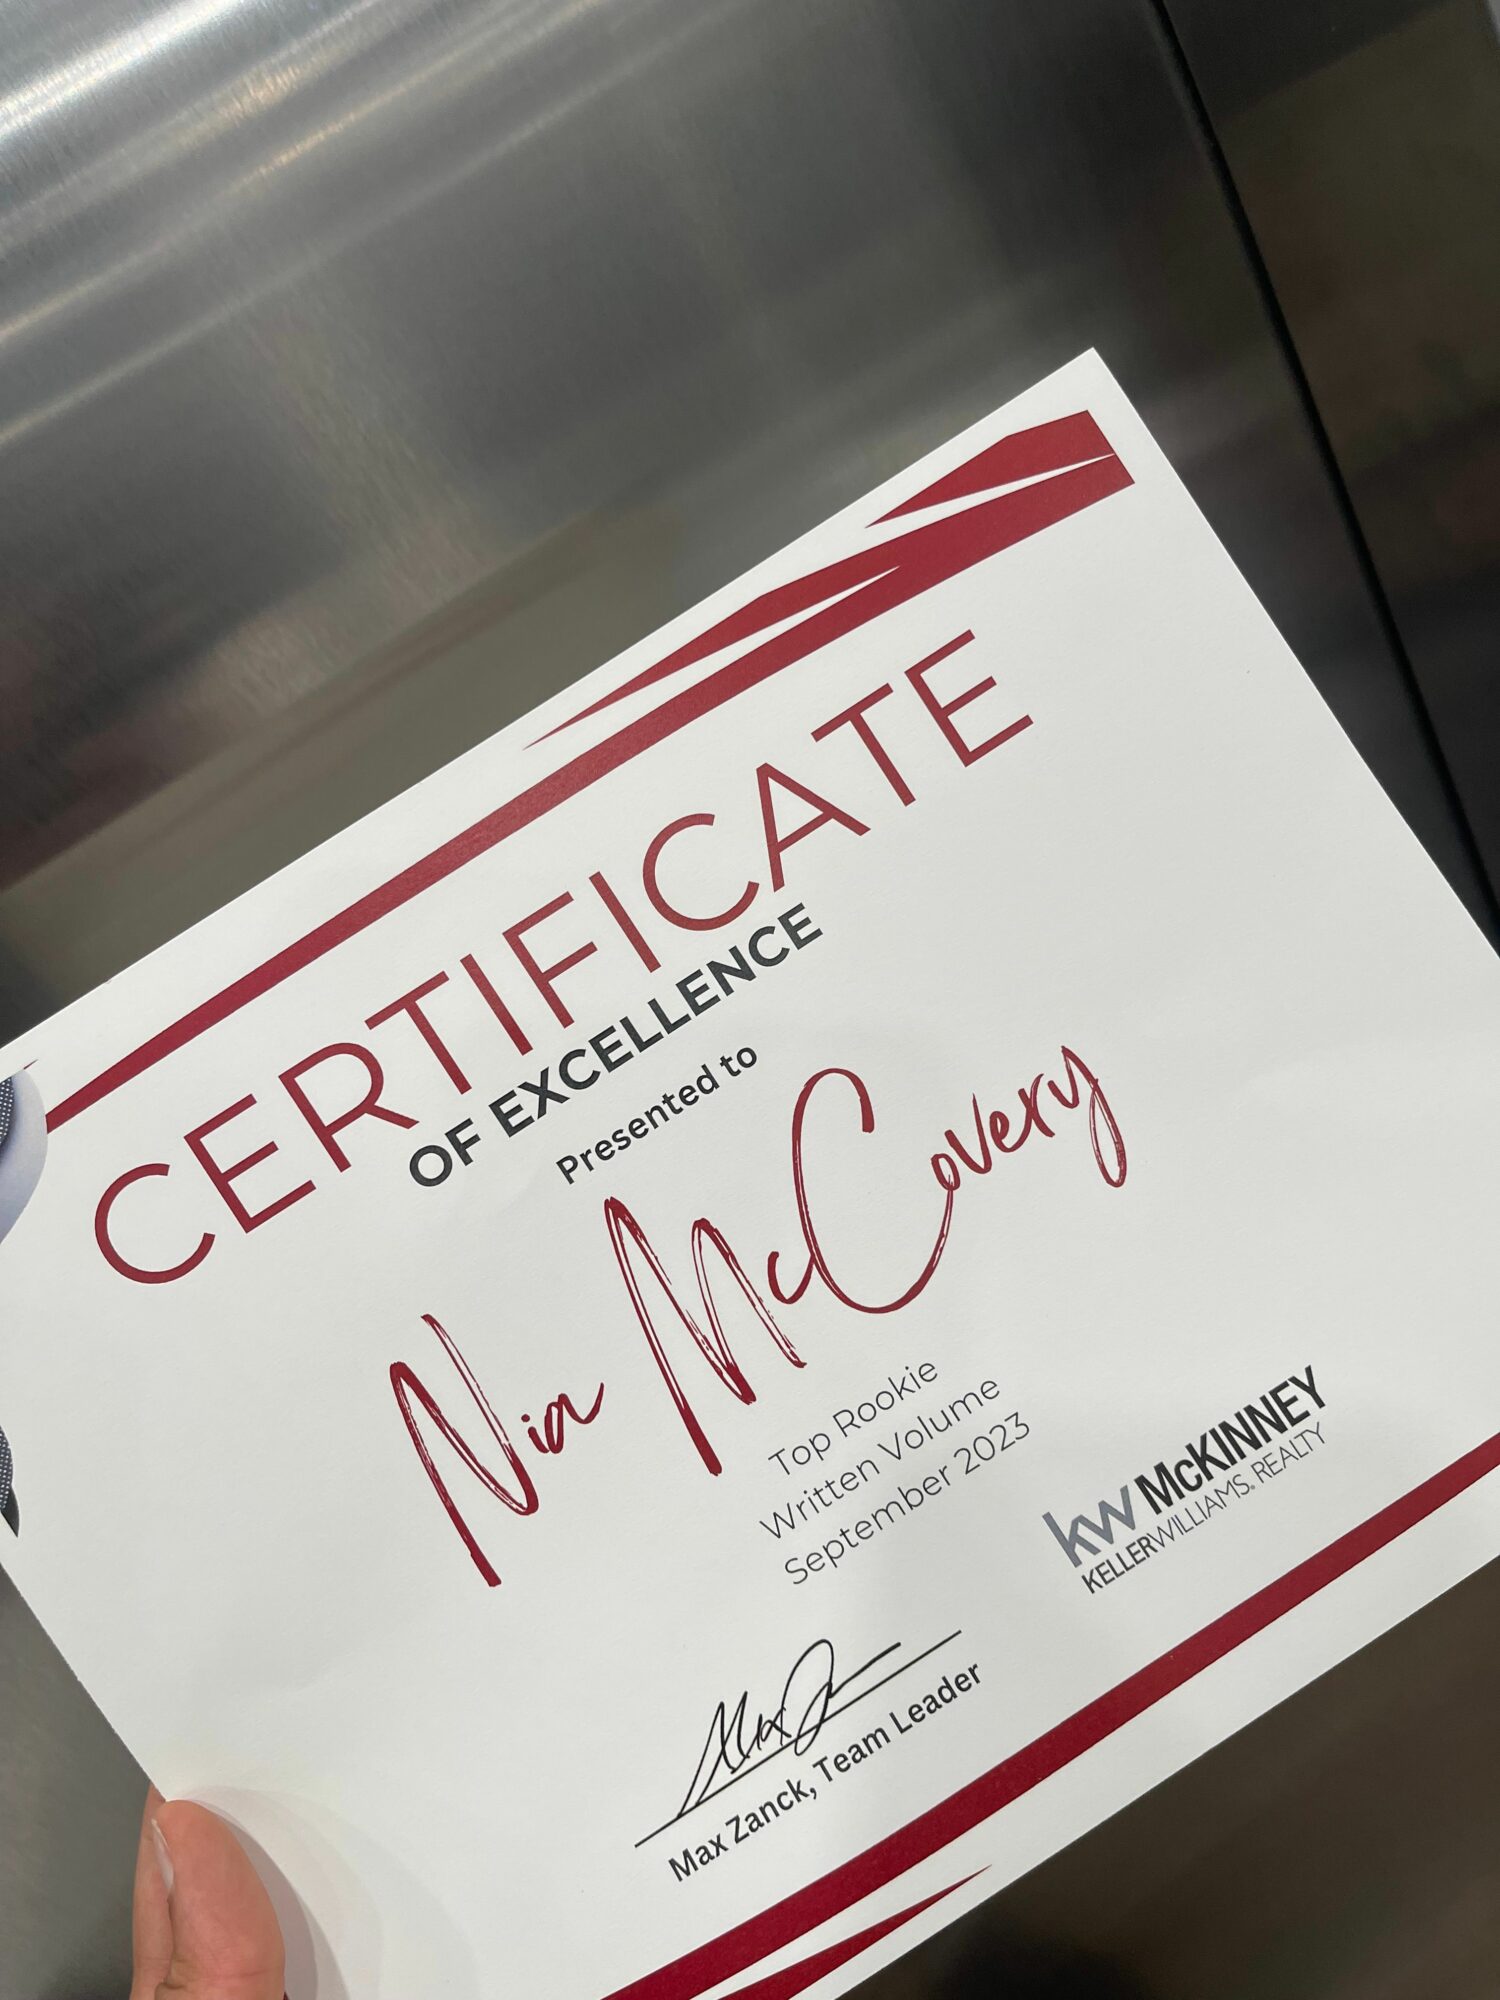 CERTIFICATE
OF EXCELLENCE
Presented to
Nia McCovery
Top Rookie
Written Volume
September 2023
kw McKINNEY
KELLERWILLIAMS. REALTY
Max Zanck, Team Leader